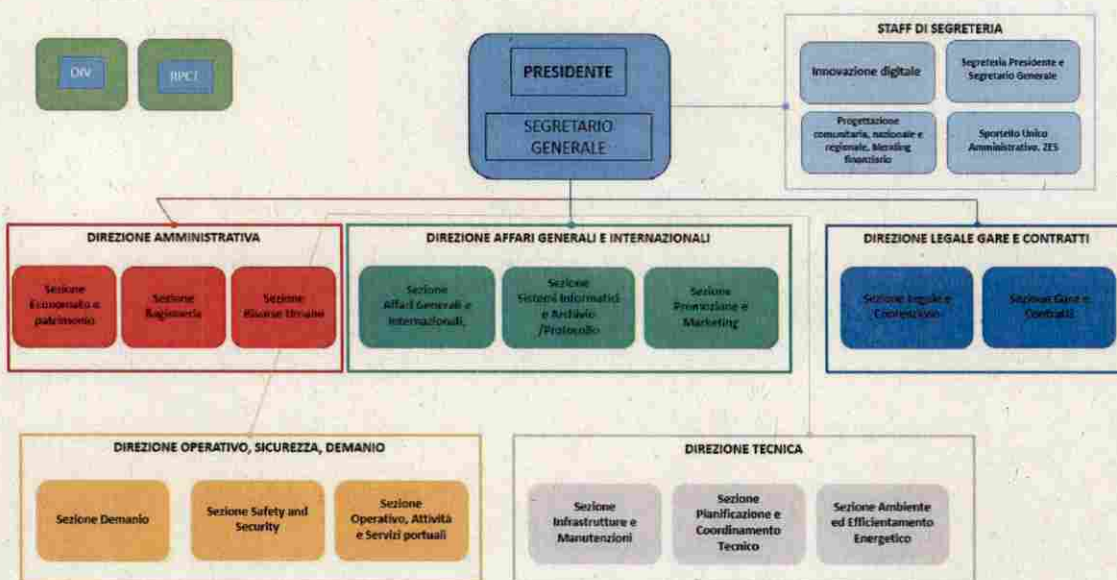 STAFF DI SEGRETERIA
RPCT
PRESIDENTE
SEGRETARIO
GENERALE
Innovazione digitale
Segreteria Presidente e
Segretario Generale
Progettazione
comunitaria, nazionale e
regionale.
finanziario
Sportello Unico
Amministrativo. ZES
DIREZIONE AMMINISTRATIVA
Sezione
Economato e
patrimonio
Sezione
Ragioneria
Sezione
Risorse Umane
DIREZIONE AFFARI GENERALI E INTERNAZIONALI
Sezione
Affari Generali e
Internazionali,
Sezione
Sistemi Informatici
e Archivio
/Protocollo
Sezione
Promozione e
Marketing
DIREZIONE LEGALE GARE E CONTRATTI
Sezione Legale e
Contenzioso
Sezione Gare e
Contratti
DIREZIONE OPERATIVO, SICUREZZA, DEMANIO
Sezione Demanio
Sezione Safety and
Security
Sezione
Operativo, Attività
e Servizi portuali
DIREZIONE TECNICA
Sezione
Infrastrutture e
Manutenzioni
Sezione
Pianificazione e
Coordinamento
Tecnico
Sezione Ambiente
ed Efficientamento
Energetico